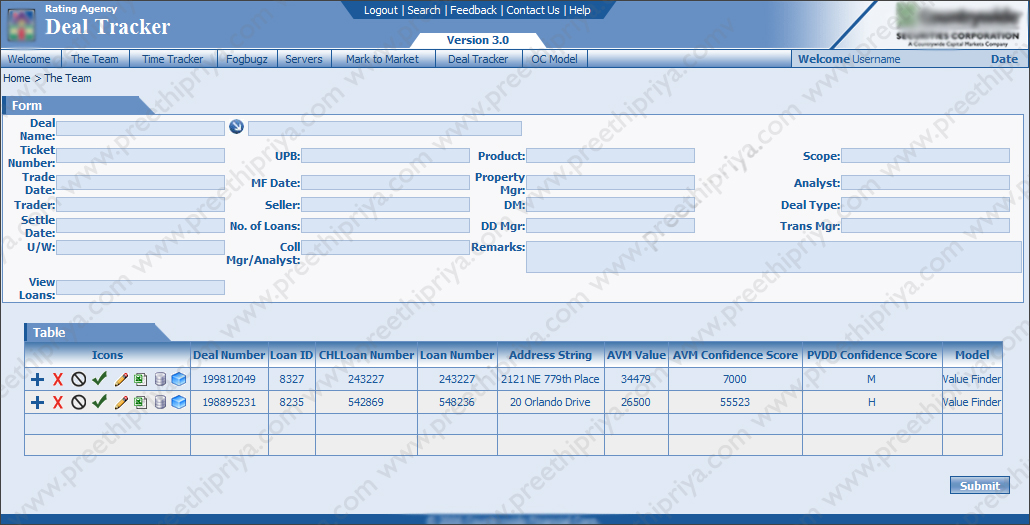 Rating Agency
Deal Tracker
Logout | Search | Feedback | Contact Us | Help
Version 3.0
Countrywide
SECURITIES CORPORATION
A Countrywide Capital Markets Company
Welcome The Team Time Tracker Fogbugz Servers Mark to Market Deal Tracker OC Model Welcome Username Date
Home > The Team
Form
Deal Name:
Ticket Number: UPB: Product: Scope:
Trade Date: MF Date: Property Mgr: Analyst:
Trader: Seller: DM: Deal Type:
Settle Date: No. of Loans: DD Mgr: Trans Mgr:
U/W: Coll Mgr/Analyst: Remarks:
View Loans:
Table
Icons Deal Number Loan ID CHLLoan Number Loan Number Address String AVM Value AVM Confidence Score PVDD Confidence Score Model
199812049 8327 243227 243227 2121 NE 779th Place 34479 7000 M Value Finder
198895231 8235 542869 548236 20 Orlando Drive 26500 55523 H Value Finder
Submit
www.preethipriya.com